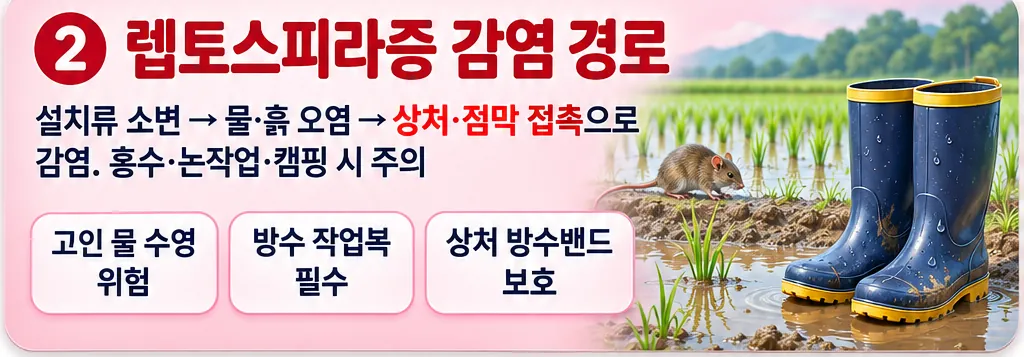 2 렙토스피라증 감염 경로
설치류 소변 → 물·흙 오염 → 상처·점막 접촉으로
감염. 홍수·논작업·캠핑 시 주의
고인 물 수영
위험
방수 작업복
필수
상처 방수밴드
보호